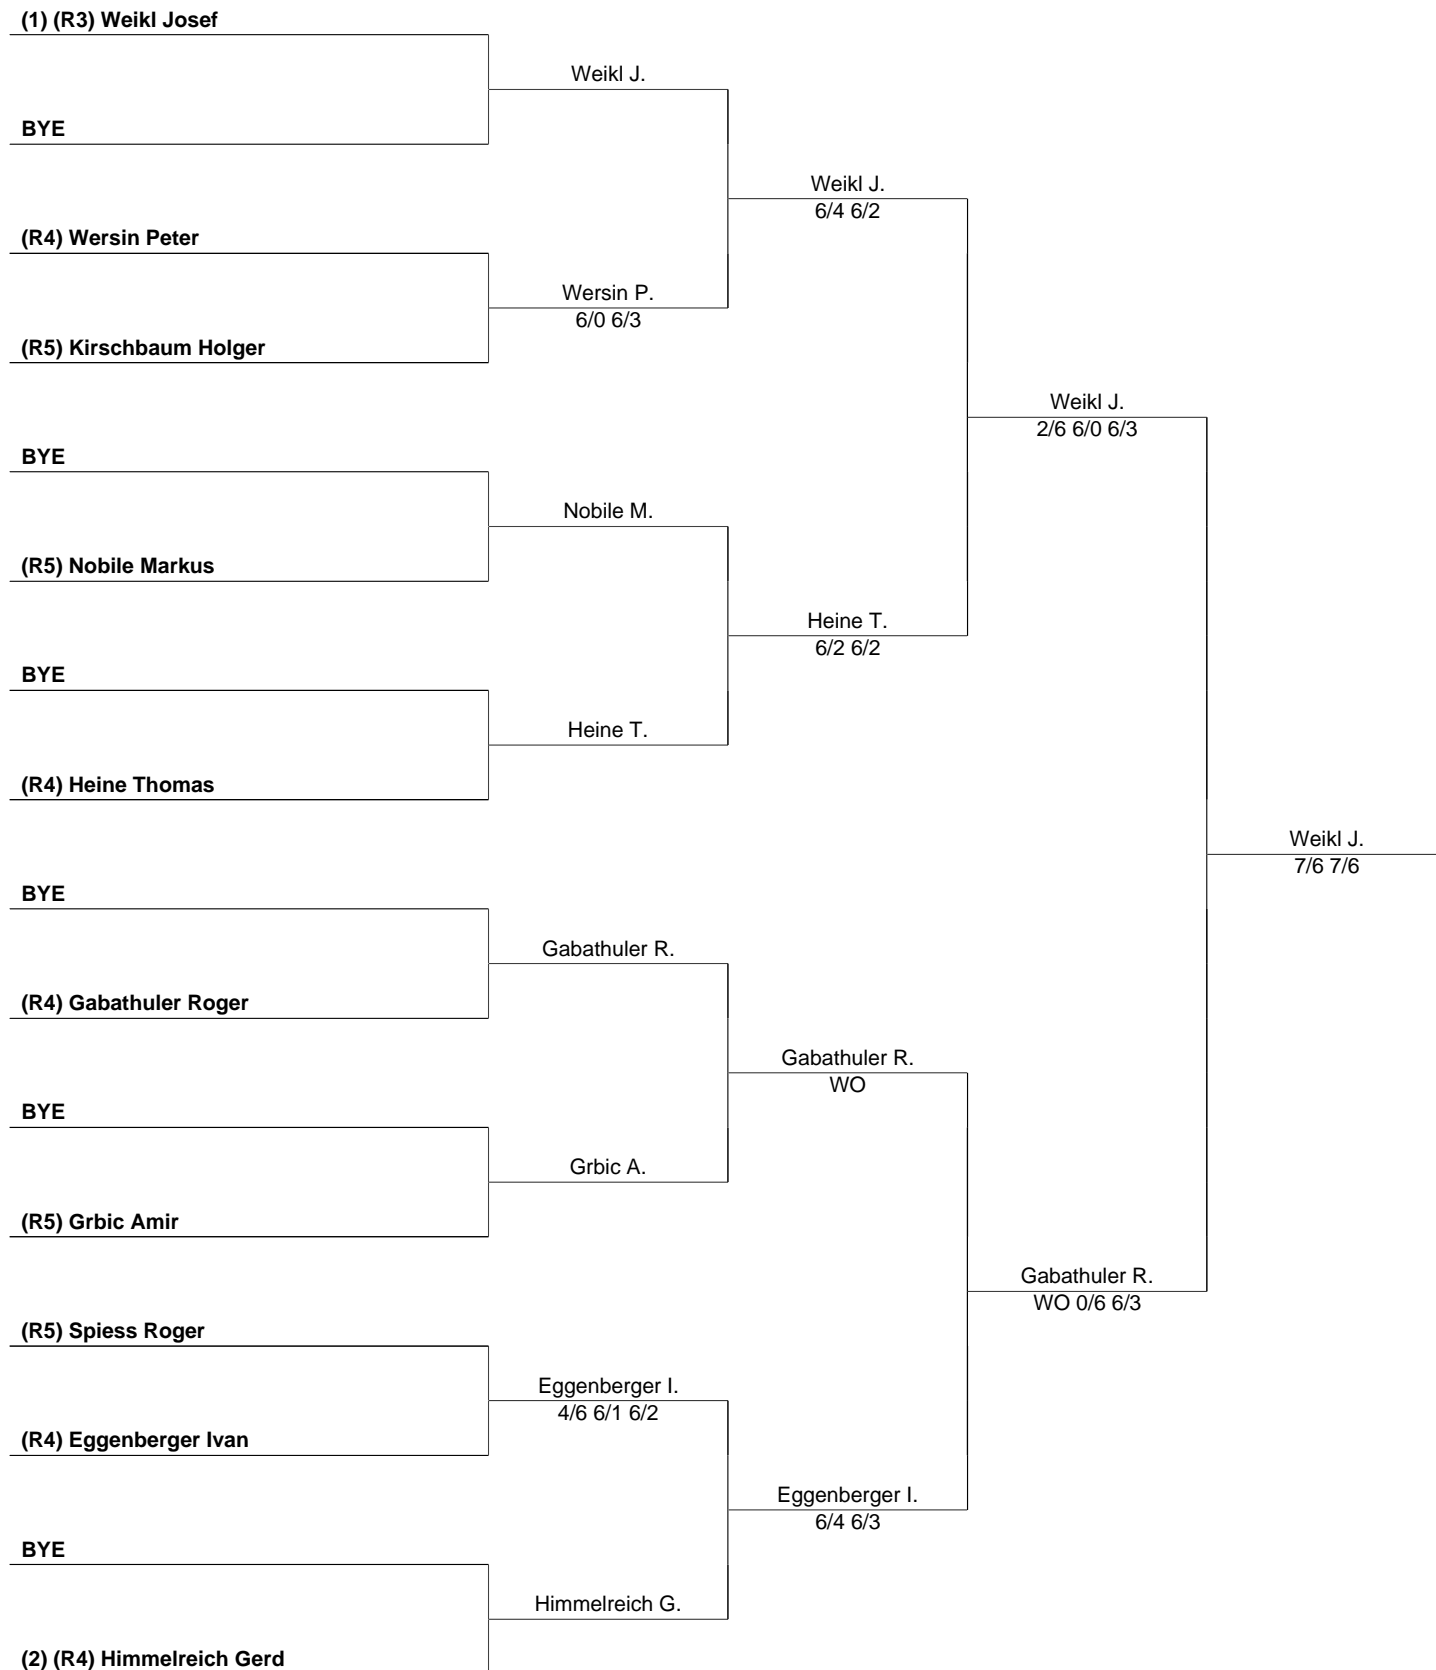 (1) (R3) Weikl Josef
Weikl J.
BYE
Weikl J.
6/4 6/2
(R4) Wersin Peter
Wersin P.
6/0 6/3
(R5) Kirschbaum Holger
Weikl J.
2/6 6/0 6/3
BYE
Nobile M.
(R5) Nobile Markus
Heine T.
6/2 6/2
BYE
Heine T.
(R4) Heine Thomas
Weikl J.
7/6 7/6
BYE
Gabathuler R.
(R4) Gabathuler Roger
Gabathuler R.
WO
BYE
Grbic A.
(R5) Grbic Amir
Gabathuler R.
WO 0/6 6/3
(R5) Spiess Roger
Eggenberger I.
4/6 6/1 6/2
(R4) Eggenberger Ivan
Eggenberger I.
6/4 6/3
BYE
Himmelreich G.
(2) (R4) Himmelreich Gerd